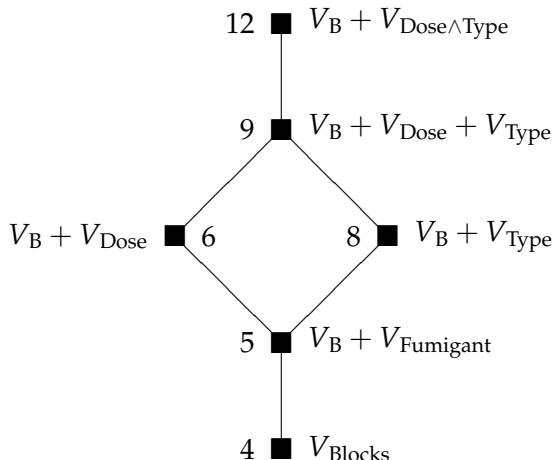 12 V_B + V_Dose∧Type
9 V_B + V_Dose + V_Type
V_B + V_Dose 6 8 V_B + V_Type
5 V_B + V_Fumigant
4 V_Blocks